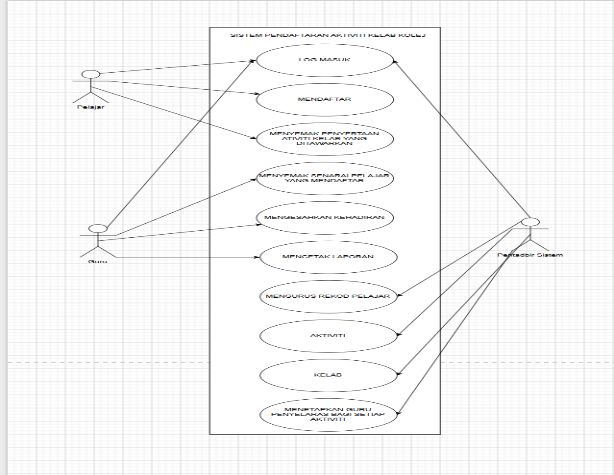 SISTEM PENDAFTARAN AKTIVITI KELAB KOLEJ
LOG MASUK
MENDAFTAR
Pelajar
MENYEMAK PENYERTAAN
ATIVITI KELAB YANG
DITAWARKAN
MENYEMAK SENARAI PELAJAR
YANG MENDAFTAR
MENGESAHKAN KEHADIRAN
Guru
MENCETAK LAPORAN
Pentadbir Sistem
MENGURUS REKOD PELAJAR
AKTIVITI
KELAB
MENETAPKAN GURU
PENYELARAS BAGI SETIAP
AKTIVITI